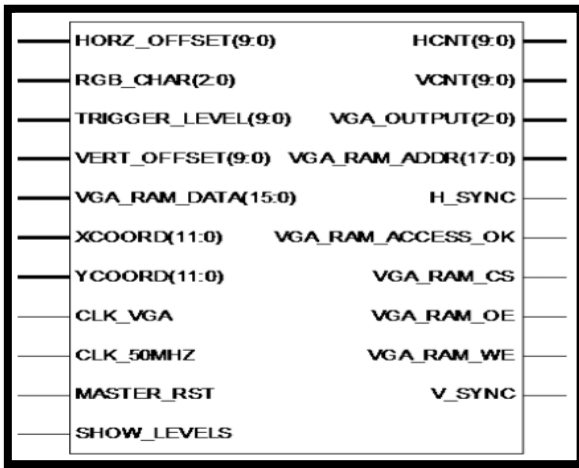 HORZ_OFFSET(9:0) HCNT(9:0)
RGB_CHAR(2:0) VCNT(9:0)
TRIGGER_LEVEL(9:0) VGA_OUTPUT(2:0)
VERT_OFFSET(9:0) VGA_RAM_ADDR(17:0)
VGA_RAM_DATA(15:0) H_SYNC
XCOORD(11:0) VGA_RAM_ACCESS_OK
YCOORD(11:0) VGA_RAM_CS
CLK_VGA VGA_RAM_OE
CLK_50MHZ VGA_RAM_WE
MASTER_RST V_SYNC
SHOW_LEVELS